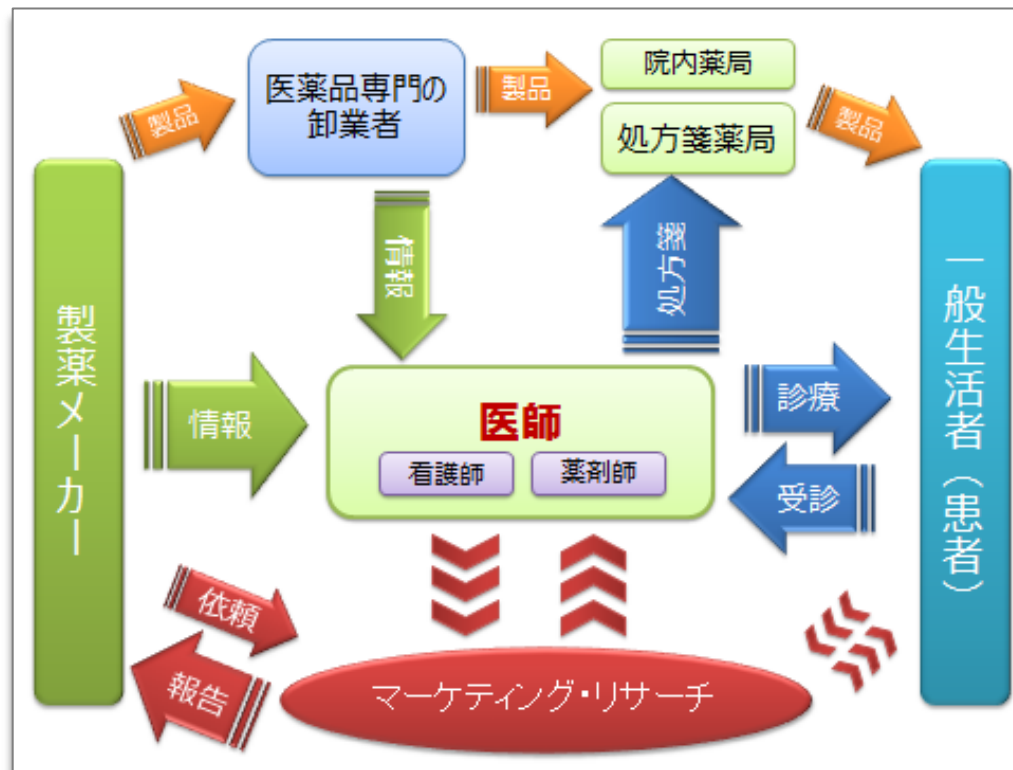 医薬品専門の
卸業者
院内薬局
処方箋薬局
製品
製品
製品
情報
処方箋
製薬メーカー
情報
医師
看護師
薬剤師
診療
受診
一般生活者（患者）
依頼
報告
マーケティング・リサーチ